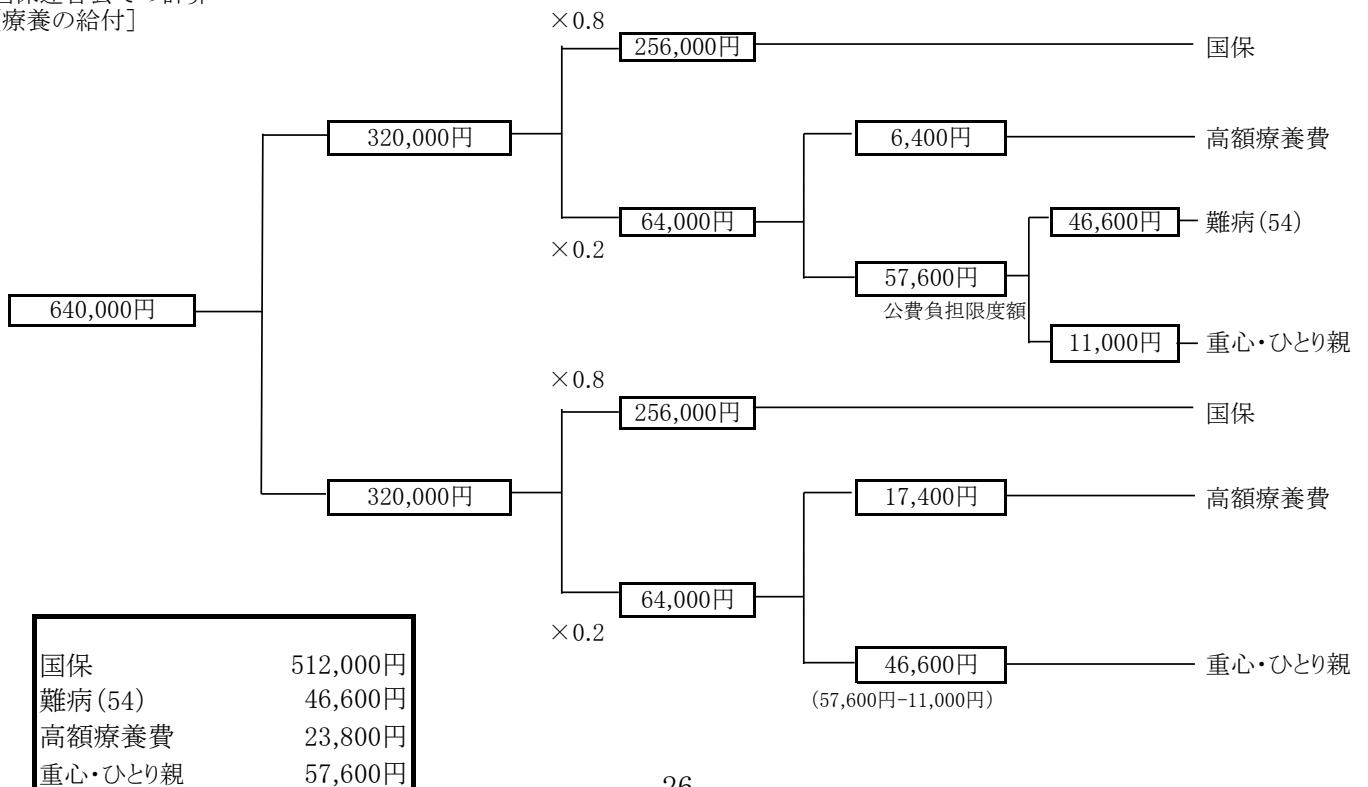 [療養の給付]
×0.8
256,000円
国保
320,000円
6,400円
高額療養費
64,000円
46,600円
難病(54)
×0.2
57,600円
公費負担限度額
640,000円
11,000円
重心・ひとり親
×0.8
256,000円
国保
320,000円
17,400円
高額療養費
64,000円
×0.2
46,600円
重心・ひとり親
(57,600円-11,000円)
国保 512,000円
難病(54) 46,600円
高額療養費 23,800円
重心・ひとり親 57,600円
26